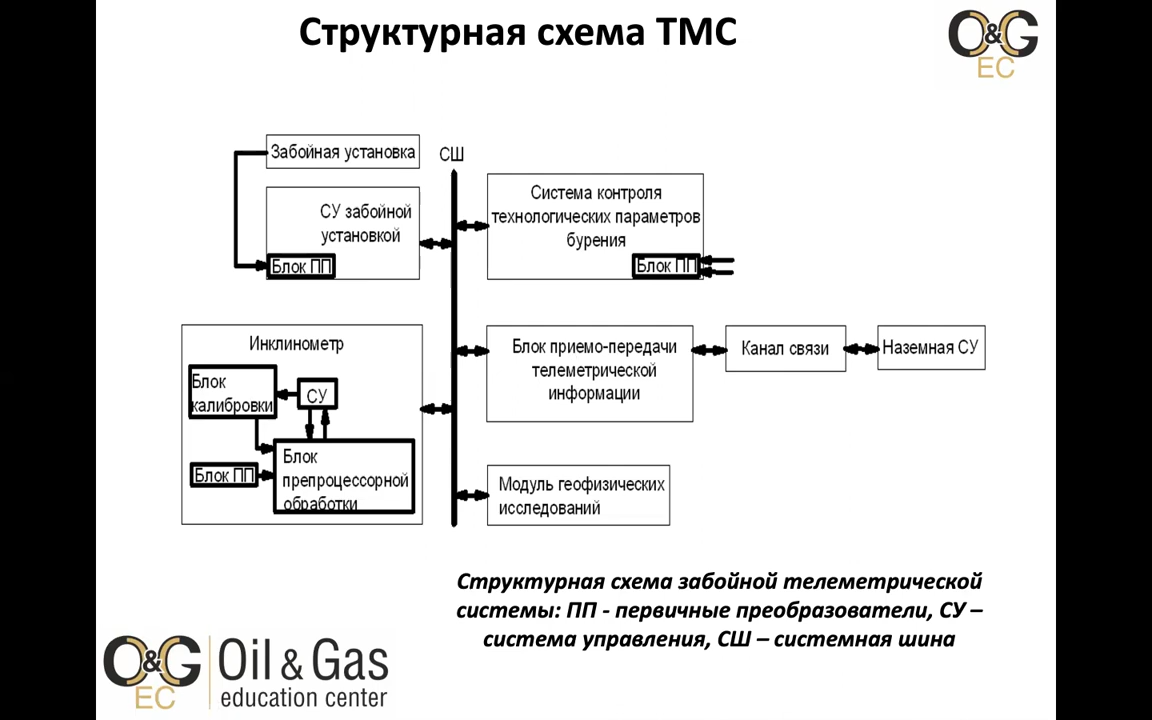 Структурная схема ТМС
O&G
EC
Забойная установка
СШ
СУ забойной
установкой
Блок ПП
Система контроля
технологических параметров
бурения
Блок ПП
Инклинометр
Блок
калибровки
СУ
Блок ПП
Блок
препроцессорной
обработки
Блок приемо-передачи
телеметрической
информации
Канал связи
Наземная СУ
Модуль геофизических
исследований
Структурная схема забойной телеметрической
системы: ПП - первичные преобразователи, СУ –
система управления, СШ – системная шина
O&G
EC
Oil & Gas
education center